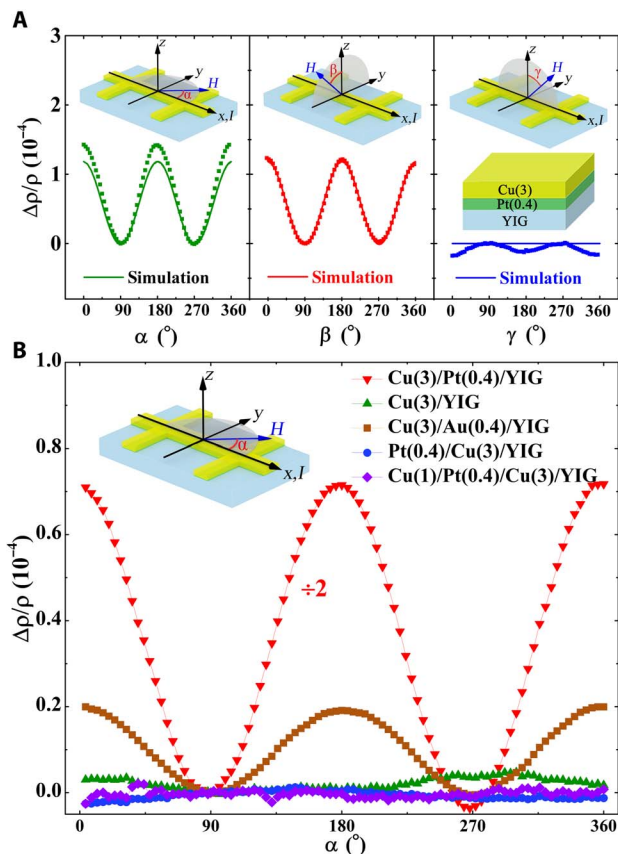 A
Δρ/ρ (10⁻⁴)
3
2
1
0
z
y
H
α
x,I
Simulation
0 90 180 270 360
α (°)
z
y
H
β
x,I
Simulation
0 90 180 270 360
β (°)
z
y
H
γ
x,I
Cu(3)
Pt(0.4)
YIG
Simulation
0 90 180 270 360
γ (°)
B
Δρ/ρ (10⁻⁴)
1.0
0.8
0.6
0.4
0.2
0.0
z
y
H
α
x,I
Cu(3)/Pt(0.4)/YIG
Cu(3)/YIG
Cu(3)/Au(0.4)/YIG
Pt(0.4)/Cu(3)/YIG
Cu(1)/Pt(0.4)/Cu(3)/YIG
÷2
0 90 180 270 360
α (°)